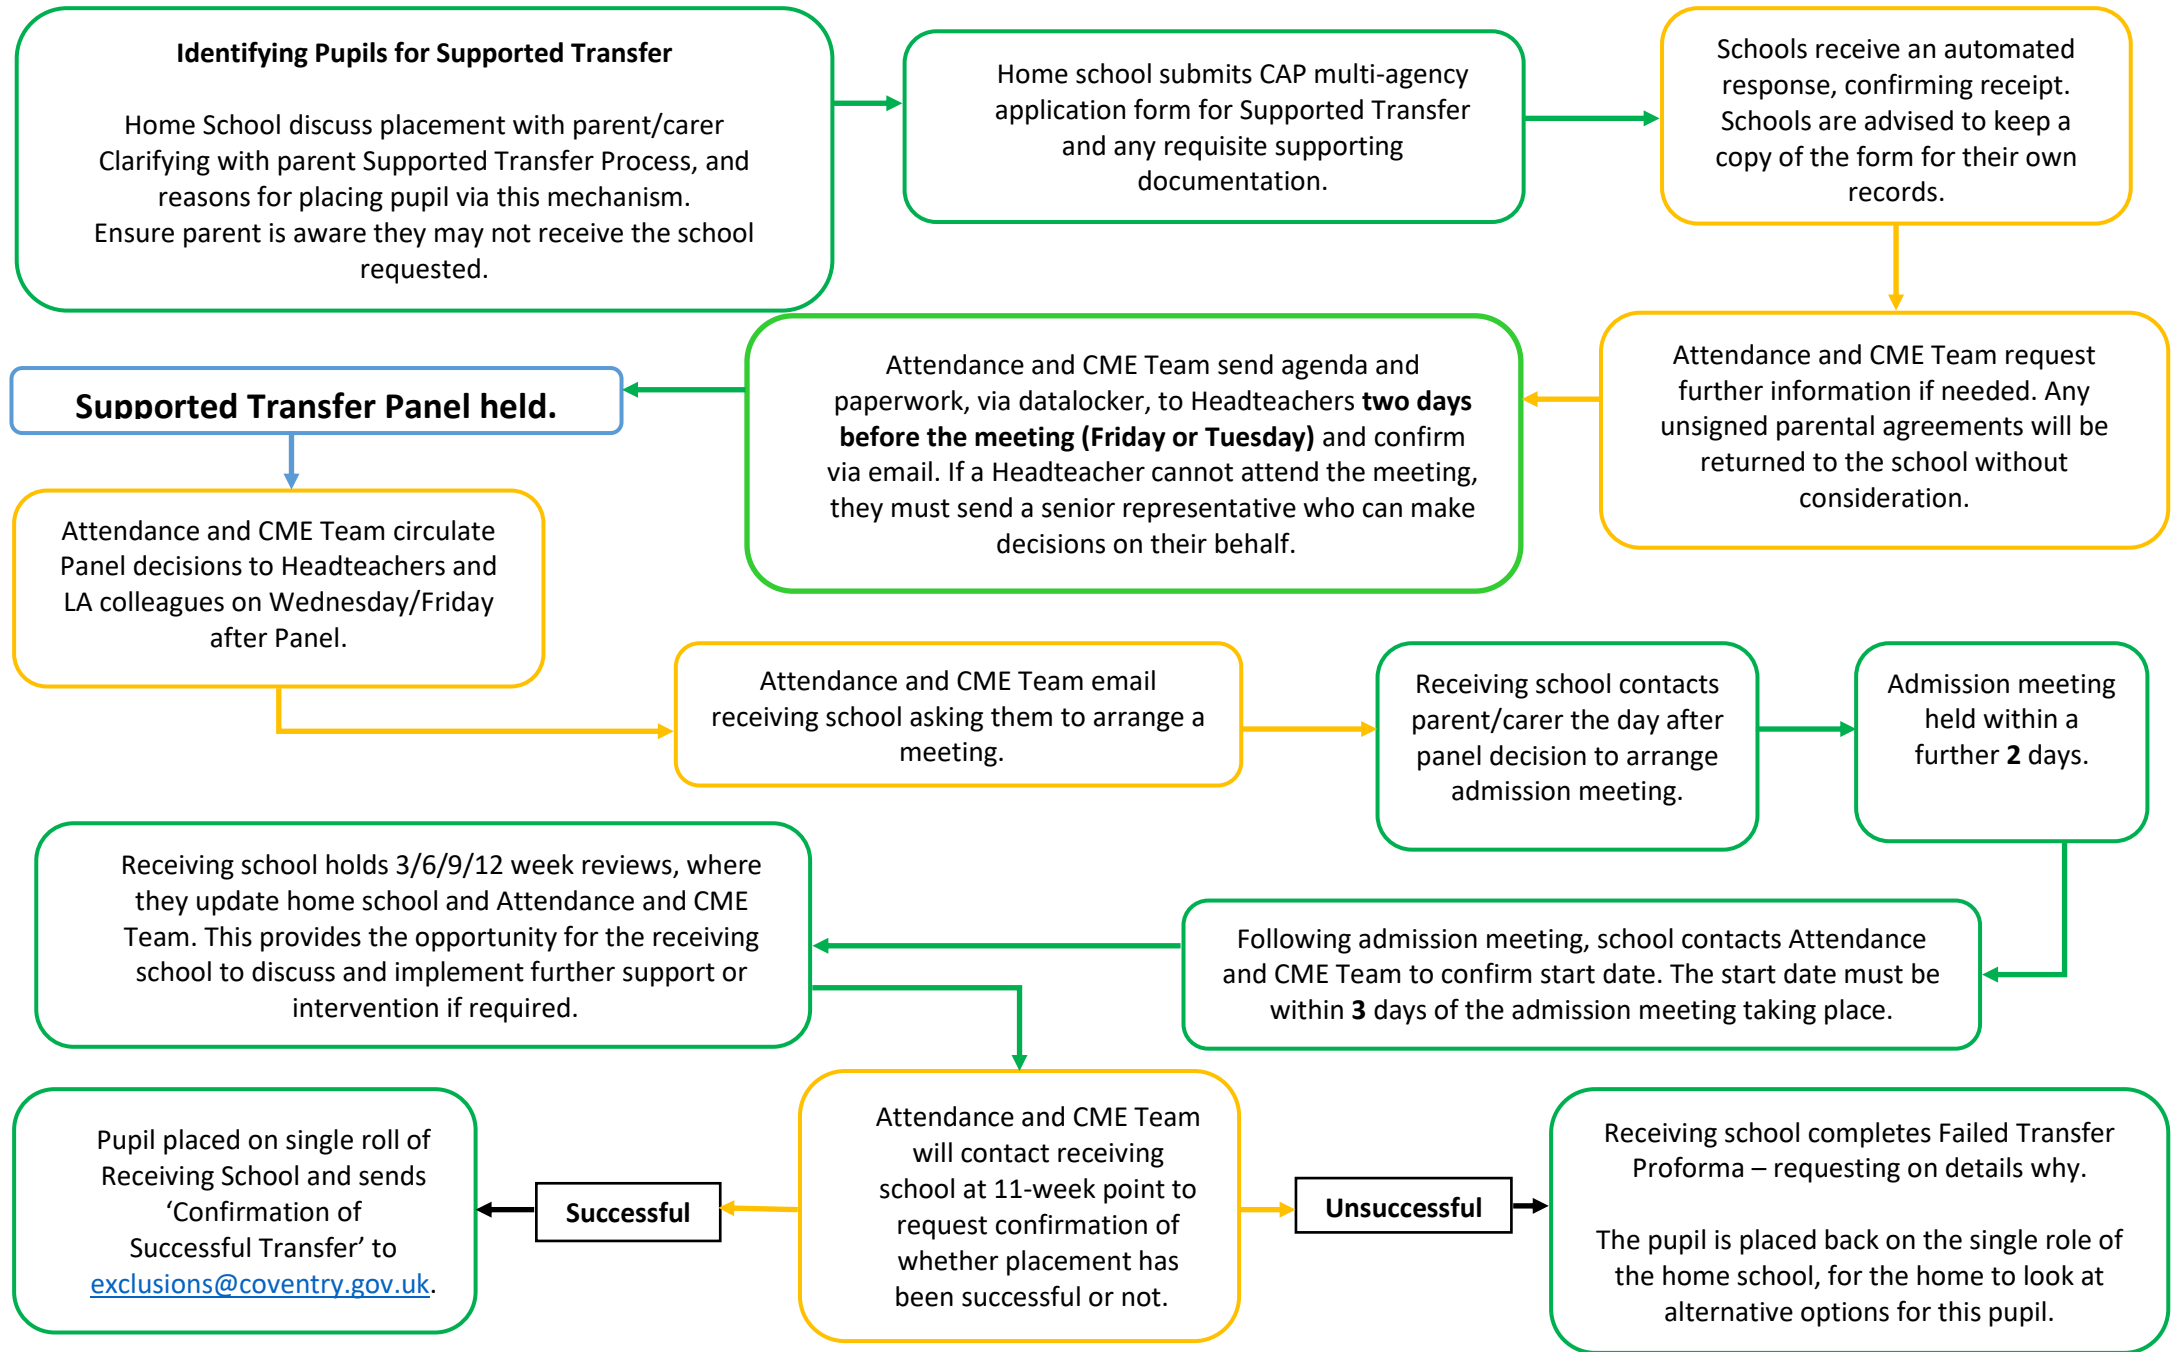 Identifying Pupils for Supported Transfer
Home School discuss placement with parent/carer
Clarifying with parent Supported Transfer Process, and
reasons for placing pupil via this mechanism.
Ensure parent is aware they may not receive the school
requested.
Home school submits CAP multi-agency
application form for Supported Transfer
and any requisite supporting
documentation.
Schools receive an automated
response, confirming receipt.
Schools are advised to keep a
copy of the form for their own
records.
Attendance and CME Team request
further information if needed. Any
unsigned parental agreements will be
returned to the school without
consideration.
Attendance and CME Team send agenda and
paperwork, via datalocker, to Headteachers two days
before the meeting (Friday or Tuesday) and confirm
via email. If a Headteacher cannot attend the meeting,
they must send a senior representative who can make
decisions on their behalf.
Supported Transfer Panel held.
Attendance and CME Team circulate
Panel decisions to Headteachers and
LA colleagues on Wednesday/Friday
after Panel.
Attendance and CME Team email
receiving school asking them to arrange a
meeting.
Receiving school contacts
parent/carer the day after
panel decision to arrange
admission meeting.
Admission meeting
held within a
further 2 days.
Following admission meeting, school contacts Attendance
and CME Team to confirm start date. The start date must be
within 3 days of the admission meeting taking place.
Receiving school holds 3/6/9/12 week reviews, where
they update home school and Attendance and CME
Team. This provides the opportunity for the receiving
school to discuss and implement further support or
intervention if required.
Attendance and CME Team
will contact receiving
school at 11-week point to
request confirmation of
whether placement has
been successful or not.
Successful
Pupil placed on single roll of
Receiving School and sends
‘Confirmation of
Successful Transfer’ to
exclusions@coventry.gov.uk.
Unsuccessful
Receiving school completes Failed Transfer
Proforma – requesting on details why.
The pupil is placed back on the single role of
the home school, for the home to look at
alternative options for this pupil.